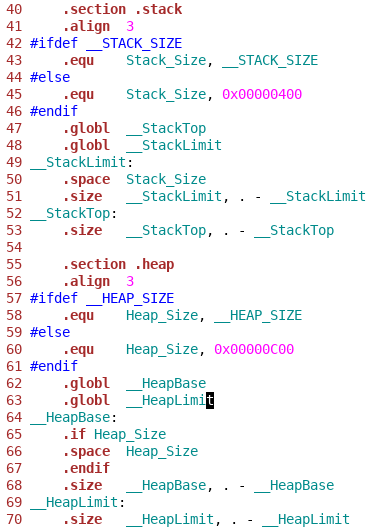 40 .section .stack
41 .align 3
42 #ifdef __STACK_SIZE
43 .equ Stack_Size, __STACK_SIZE
44 #else
45 .equ Stack_Size, 0x00000400
46 #endif
47 .globl __StackTop
48 .globl __StackLimit
49 __StackLimit:
50 .space Stack_Size
51 .size __StackLimit, . - __StackLimit
52 __StackTop:
53 .size __StackTop, . - __StackTop
54
55 .section .heap
56 .align 3
57 #ifdef __HEAP_SIZE
58 .equ Heap_Size, __HEAP_SIZE
59 #else
60 .equ Heap_Size, 0x00000C00
61 #endif
62 .globl __HeapBase
63 .globl __HeapLimit
64 __HeapBase:
65 .if Heap_Size
66 .space Heap_Size
67 .endif
68 .size __HeapBase, . - __HeapBase
69 __HeapLimit:
70 .size __HeapLimit, . - __HeapLimit